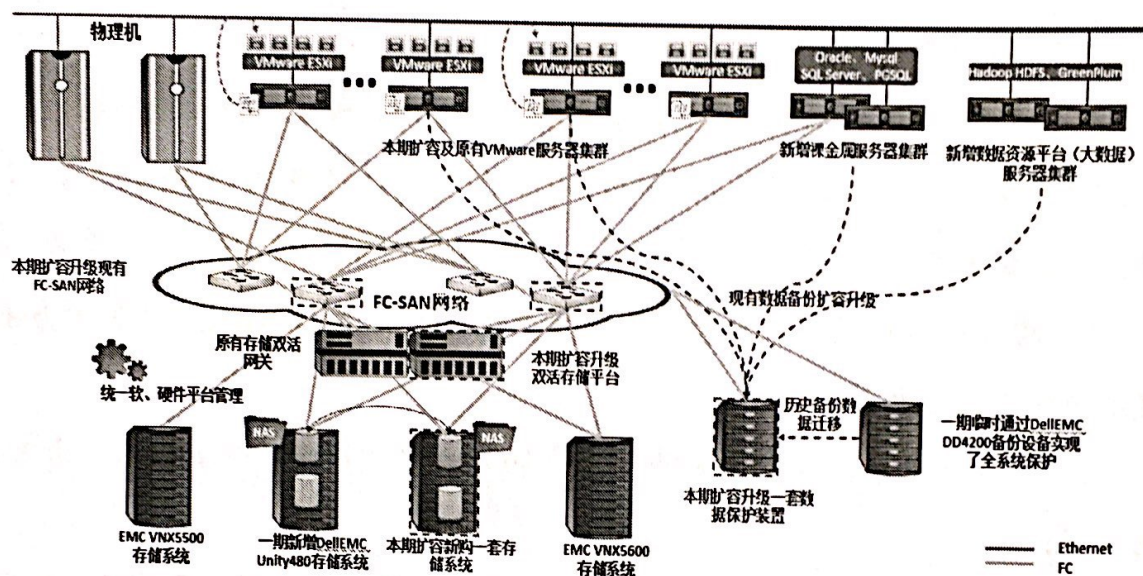 物理机
VMware ESXi
VMware ESXi
VMware ESXi
VMware ESXi
Oracle、Mysql
SQL Server、PGSQL
Hadoop HDFS、GreenPlum
本期扩容及原有VMware服务器集群
新增裸金属服务器集群
新增数据资源平台（大数据）
服务器集群
本期扩容升级现有
FC-SAN网络
FC-SAN网络
现有数据备份扩容升级
原有存储双活
网关
本期扩容升级
双活存储平台
统一软、硬件平台管理
NAS
NAS
历史备份数
据迁移
一期临时通过DellEMC
DD4200备份设备实现
了全系统保护
本期扩容升级一套数
据保护装置
EMC VNX5500
存储系统
一期新增DellEMC
Unity480存储系统
本期扩容新购一套存
储系统
EMC VNX5600
存储系统
Ethernet
FC